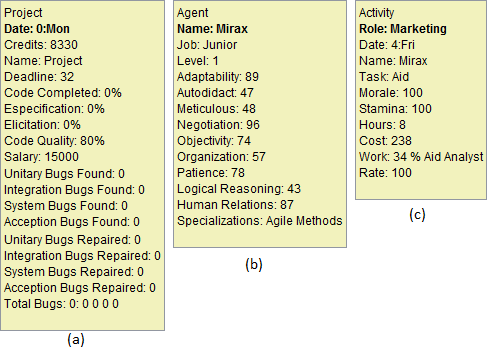 Project
Date: 0:Mon
Credits: 8330
Name: Project
Deadline: 32
Code Completed: 0%
Especification: 0%
Elicitation: 0%
Code Quality: 80%
Salary: 15000
Unitary Bugs Found: 0
Integration Bugs Found: 0
System Bugs Found: 0
Acception Bugs Found: 0
Unitary Bugs Repaired: 0
Integration Bugs Repaired: 0
System Bugs Repaired: 0
Acception Bugs Repaired: 0
Total Bugs: 0: 0 0 0 0
(a)
Agent
Name: Mirax
Job: Junior
Level: 1
Adaptability: 89
Autodidact: 47
Meticulous: 48
Negotiation: 96
Objectivity: 74
Organization: 57
Patience: 78
Logical Reasoning: 43
Human Relations: 87
Specializations: Agile Methods
(b)
Activity
Role: Marketing
Date: 4:Fri
Name: Mirax
Task: Aid
Morale: 100
Stamina: 100
Hours: 8
Cost: 238
Work: 34 % Aid Analyst
Rate: 100
(c)